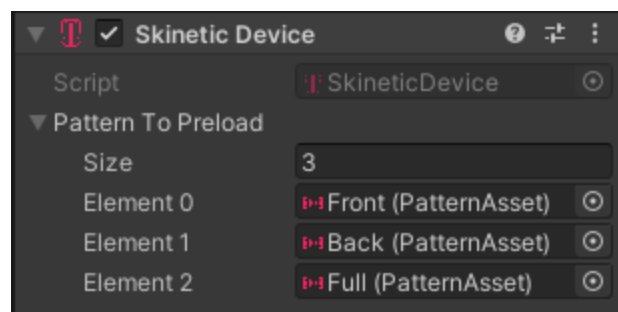 Skinetic Device
Script SkineticDevice
Pattern To Preload
Size 3
Element 0 Front (PatternAsset)
Element 1 Back (PatternAsset)
Element 2 Full (PatternAsset)